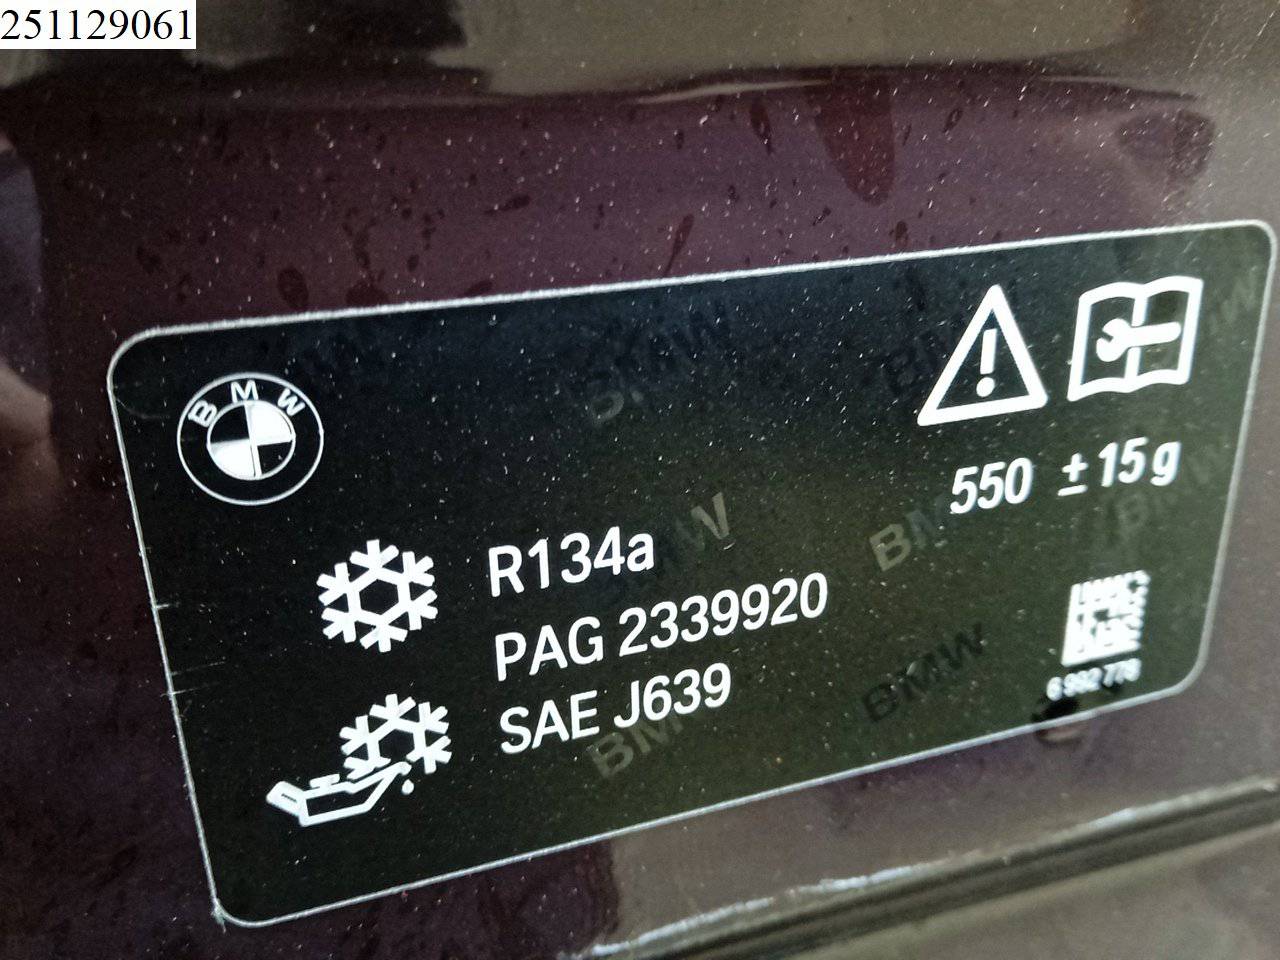 251129061
BMW
550 ±15g
R134a
PAG 2339920
SAE J639
6 992 778